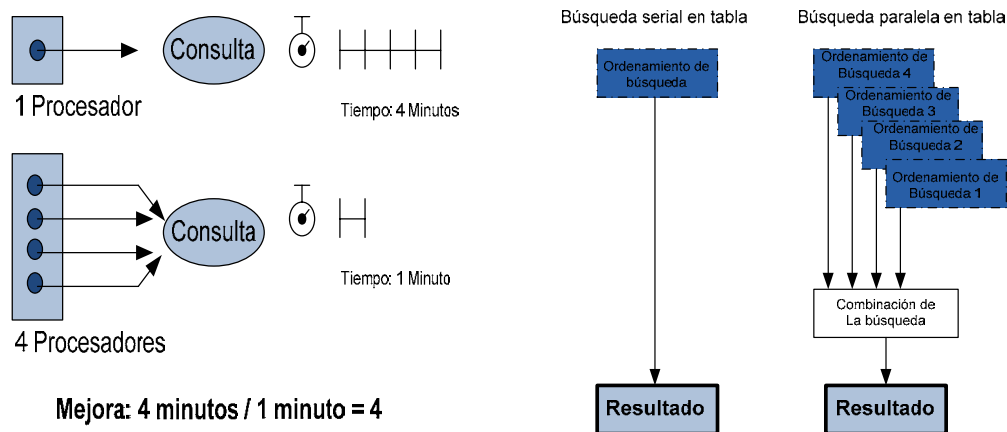 Consulta
1 Procesador
Tiempo: 4 Minutos
Consulta
Tiempo: 1 Minuto
4 Procesadores
Mejora: 4 minutos / 1 minuto = 4
Búsqueda serial en tabla
Ordenamiento de
búsqueda
Resultado
Búsqueda paralela en tabla
Ordenamiento de
Búsqueda 4
Ordenamiento de
Búsqueda 3
Ordenamiento de
Búsqueda 2
Ordenamiento de
Búsqueda 1
Combinación de
La búsqueda
Resultado